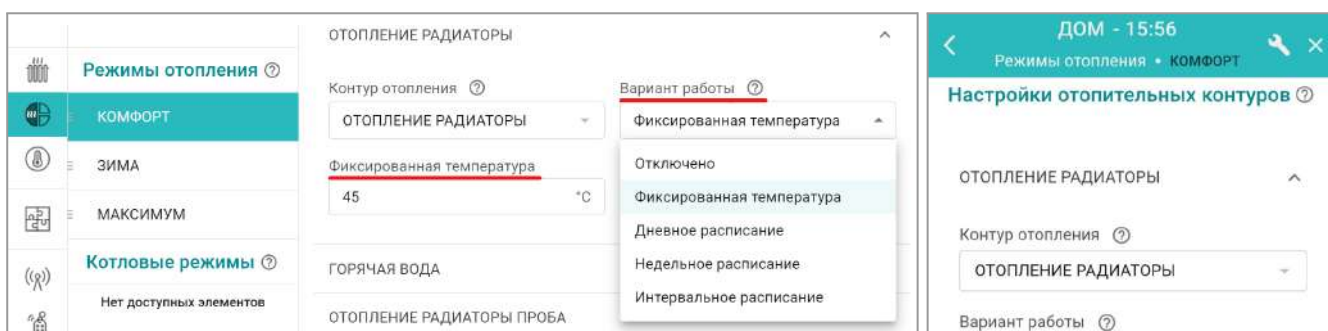 ОТОПЛЕНИЕ РАДИАТОРЫ
Режимы отопления
КОМФОРТ
ЗИМА
МАКСИМУМ
Котловые режимы
Нет доступных элементов
Контур отопления
ОТОПЛЕНИЕ РАДИАТОРЫ
Вариант работы
Фиксированная температура
Фиксированная температура
45 °C
Отключено
Фиксированная температура
Дневное расписание
Недельное расписание
Интервальное расписание
ГОРЯЧАЯ ВОДА
ОТОПЛЕНИЕ РАДИАТОРЫ ПРОБА
ДОМ - 15:56
Режимы отопления • КОМФОРТ
Настройки отопительных контуров
ОТОПЛЕНИЕ РАДИАТОРЫ
Контур отопления
ОТОПЛЕНИЕ РАДИАТОРЫ
Вариант работы